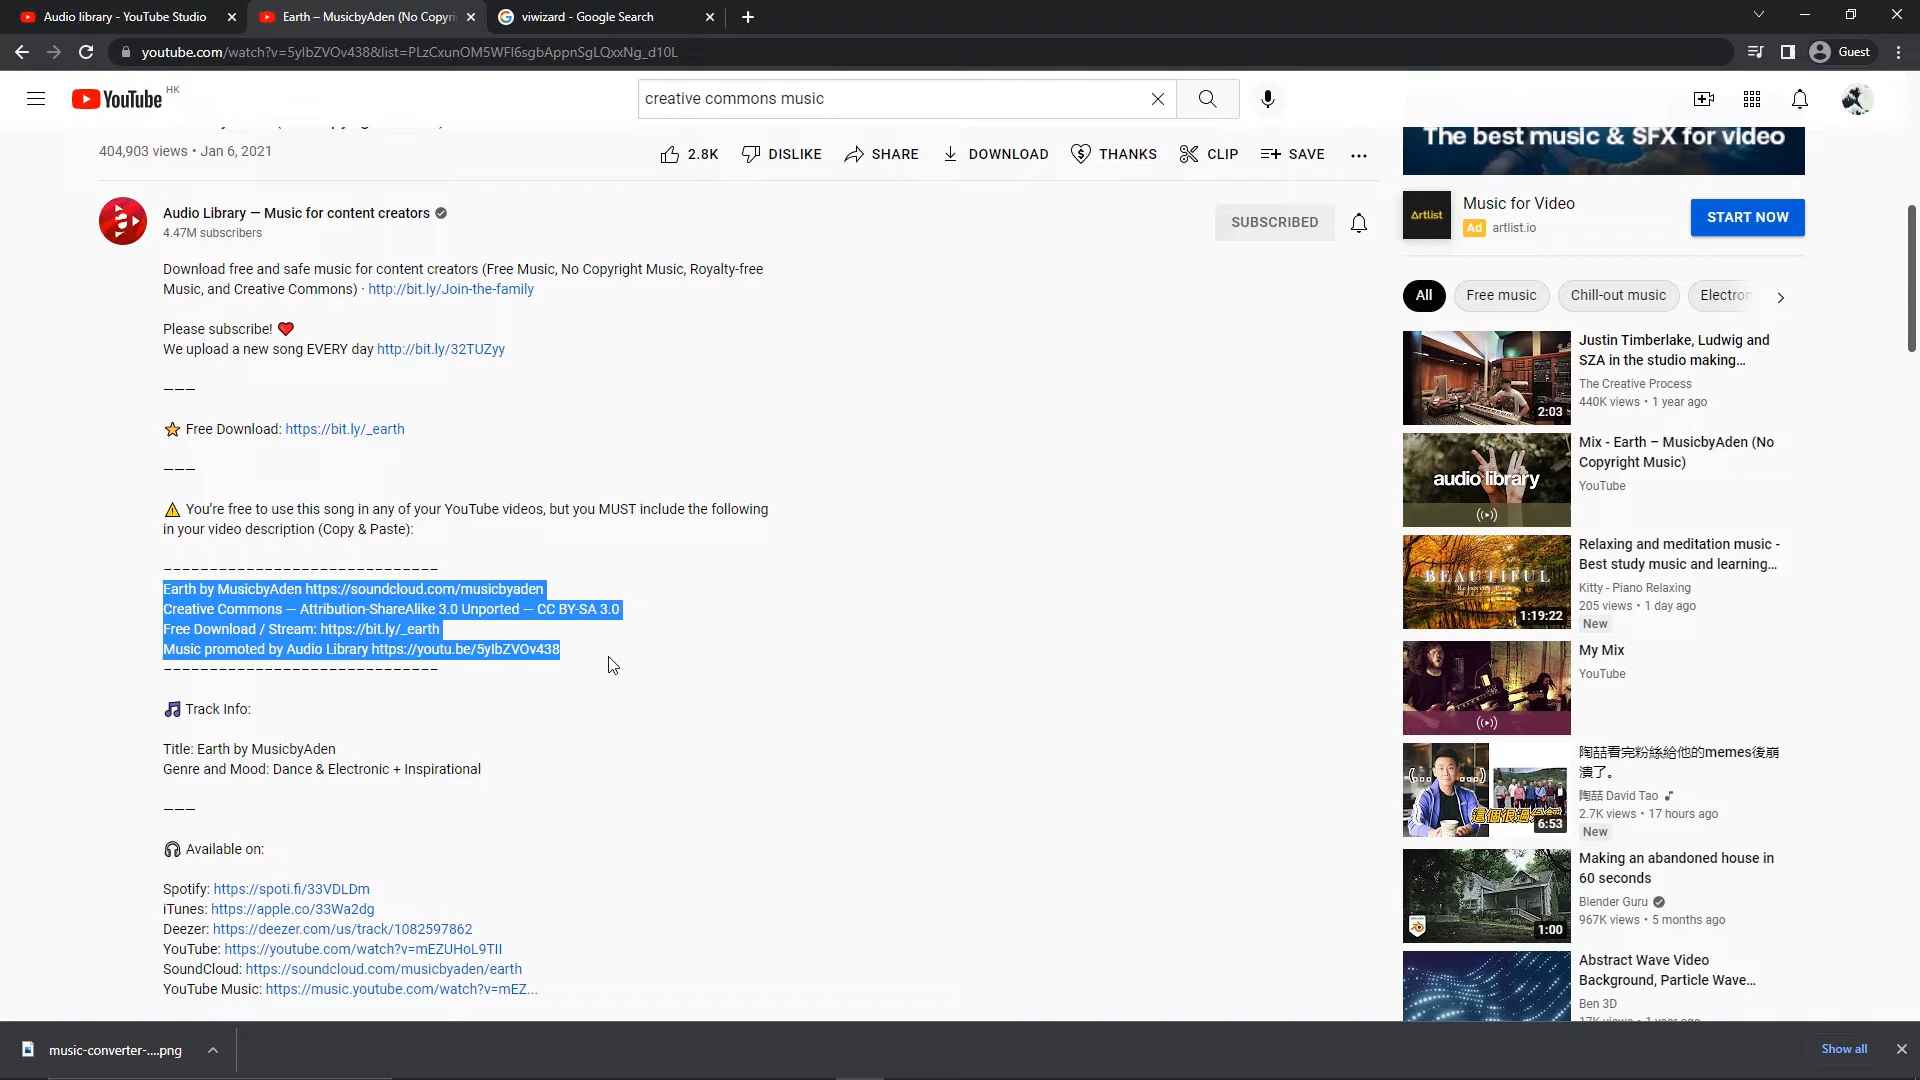 Audio library - YouTube Studio
Earth – MusicbyAden (No Copyri
viwizard - Google Search
youtube.com/watch?v=5ylbZVOv438&list=PLzCxunOM5WFl6sgbAppnSgLQxxNg_d10L
Guest
YouTube HK
creative commons music
404,903 views • Jan 6, 2021
2.8K
DISLIKE
SHARE
DOWNLOAD
THANKS
CLIP
SAVE
Audio Library — Music for content creators
4.47M subscribers
SUBSCRIBED
Download free and safe music for content creators (Free Music, No Copyright Music, Royalty-free
Music, and Creative Commons) · http://bit.ly/Join-the-family
Please subscribe! ❤️
We upload a new song EVERY day http://bit.ly/32TUZyy
–––
⭐ Free Download: https://bit.ly/_earth
–––
⚠️ You're free to use this song in any of your YouTube videos, but you MUST include the following
in your video description (Copy & Paste):
––––––––––––––––––––––––––––––
Earth by MusicbyAden https://soundcloud.com/musicbyaden
Creative Commons — Attribution-ShareAlike 3.0 Unported — CC BY-SA 3.0
Free Download / Stream: https://bit.ly/_earth
Music promoted by Audio Library https://youtu.be/5ylbZVOv438
––––––––––––––––––––––––––––––
🎵 Track Info:
Title: Earth by MusicbyAden
Genre and Mood: Dance & Electronic + Inspirational
–––
🎧 Available on:
Spotify: https://spoti.fi/33VDLDm
iTunes: https://apple.co/33Wa2dg
Deezer: https://deezer.com/us/track/1082597862
YouTube: https://youtube.com/watch?v=mEZUHoL9TII
SoundCloud: https://soundcloud.com/musicbyaden/earth
YouTube Music: https://music.youtube.com/watch?v=mEZ...
The best music & SFX for video
Artlist
Music for Video
Ad artlist.io
START NOW
All
Free music
Chill-out music
Electron
2:03
Justin Timberlake, Ludwig and
SZA in the studio making...
The Creative Process
440K views • 1 year ago
audio library
Mix - Earth – MusicbyAden (No
Copyright Music)
YouTube
BEAUTIFUL
1:19:22
Relaxing and meditation music -
Best study music and learning...
Kitty - Piano Relaxing
205 views • 1 day ago
New
My Mix
YouTube
6:53
陶喆看完粉絲給他的memes後崩
潰了。
陶喆 David Tao
2.7K views • 17 hours ago
New
1:00
Making an abandoned house in
60 seconds
Blender Guru
967K views • 5 months ago
Abstract Wave Video
Background, Particle Wave...
Ben 3D
music-converter-....png
Show all